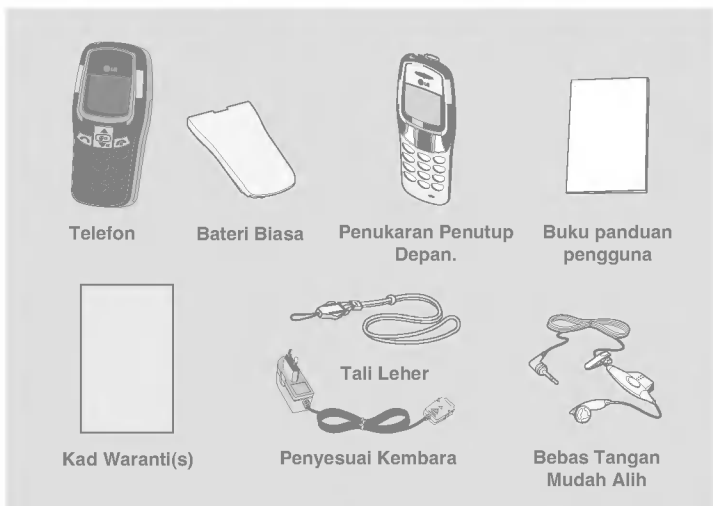 LG
LG
Telefon
Bateri Biasa
Penukaran Penutup
Depan.
Buku panduan
pengguna
Tali Leher
Kad Waranti(s)
Penyesuai Kembara
Bebas Tangan
Mudah Alih